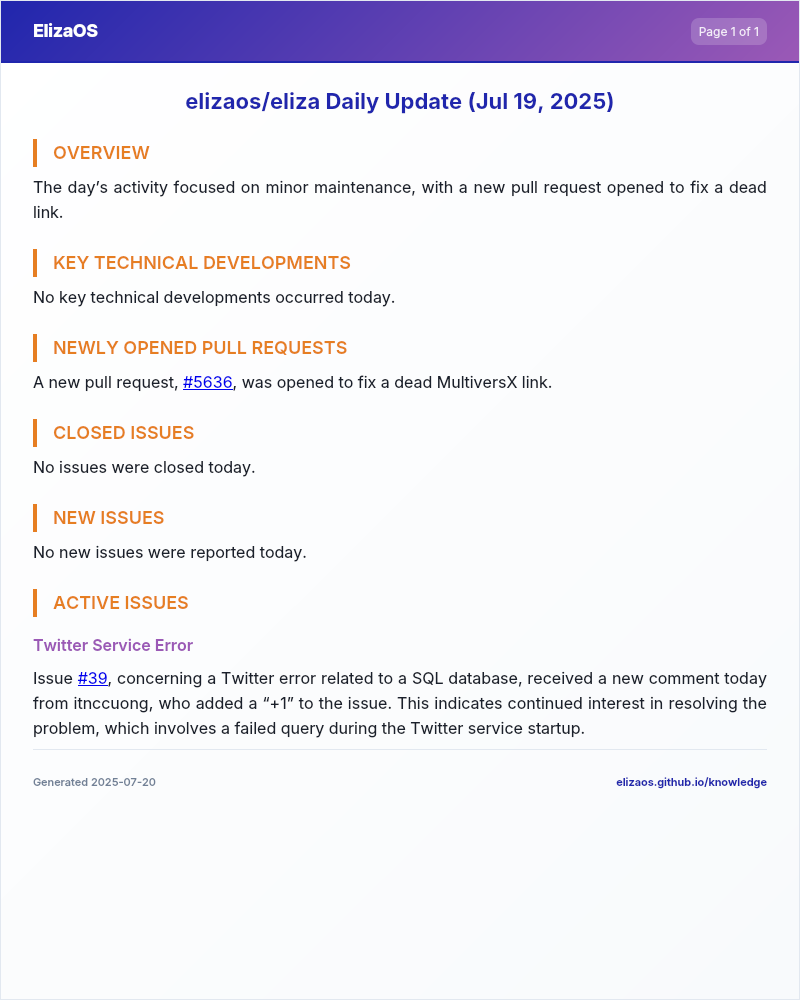 ElizaOS
Page 1 of 1
elizaos/eliza Daily Update (Jul 19, 2025)
OVERVIEW
The day’s activity focused on minor maintenance, with a new pull request opened to fix a dead
link.
KEY TECHNICAL DEVELOPMENTS
No key technical developments occurred today.
NEWLY OPENED PULL REQUESTS
A new pull request, #5636, was opened to fix a dead MultiversX link.
CLOSED ISSUES
No issues were closed today.
NEW ISSUES
No new issues were reported today.
ACTIVE ISSUES
Twitter Service Error
Issue #39, concerning a Twitter error related to a SQL database, received a new comment today
from itnccuong, who added a “+1” to the issue. This indicates continued interest in resolving the
problem, which involves a failed query during the Twitter service startup.
Generated 2025-07-20
elizaos.github.io/knowledge